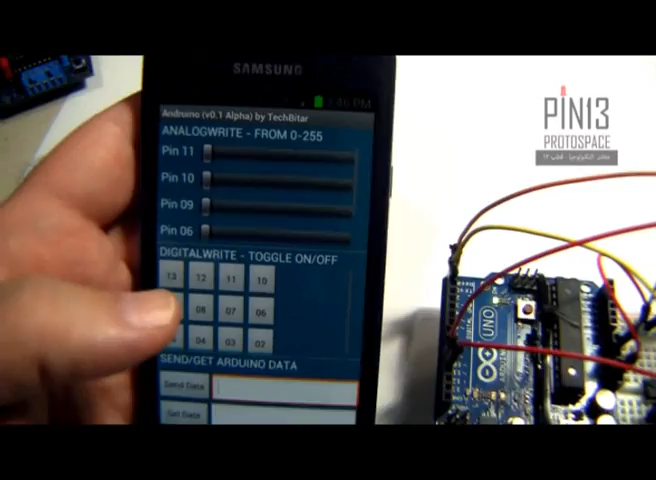 SAMSUNG
Andruino (v0.1 Alpha) by TechBitar
ANALOGWRITE - FROM 0-255
Pin 11
Pin 10
Pin 09
Pin 06
DIGITALWRITE - TOGGLE ON/OFF
13 12 11 10
08 07 06
04 03 02
SEND/GET ARDUINO DATA
Send Data
Get Data
PIN13
PROTOSPACE
UNO